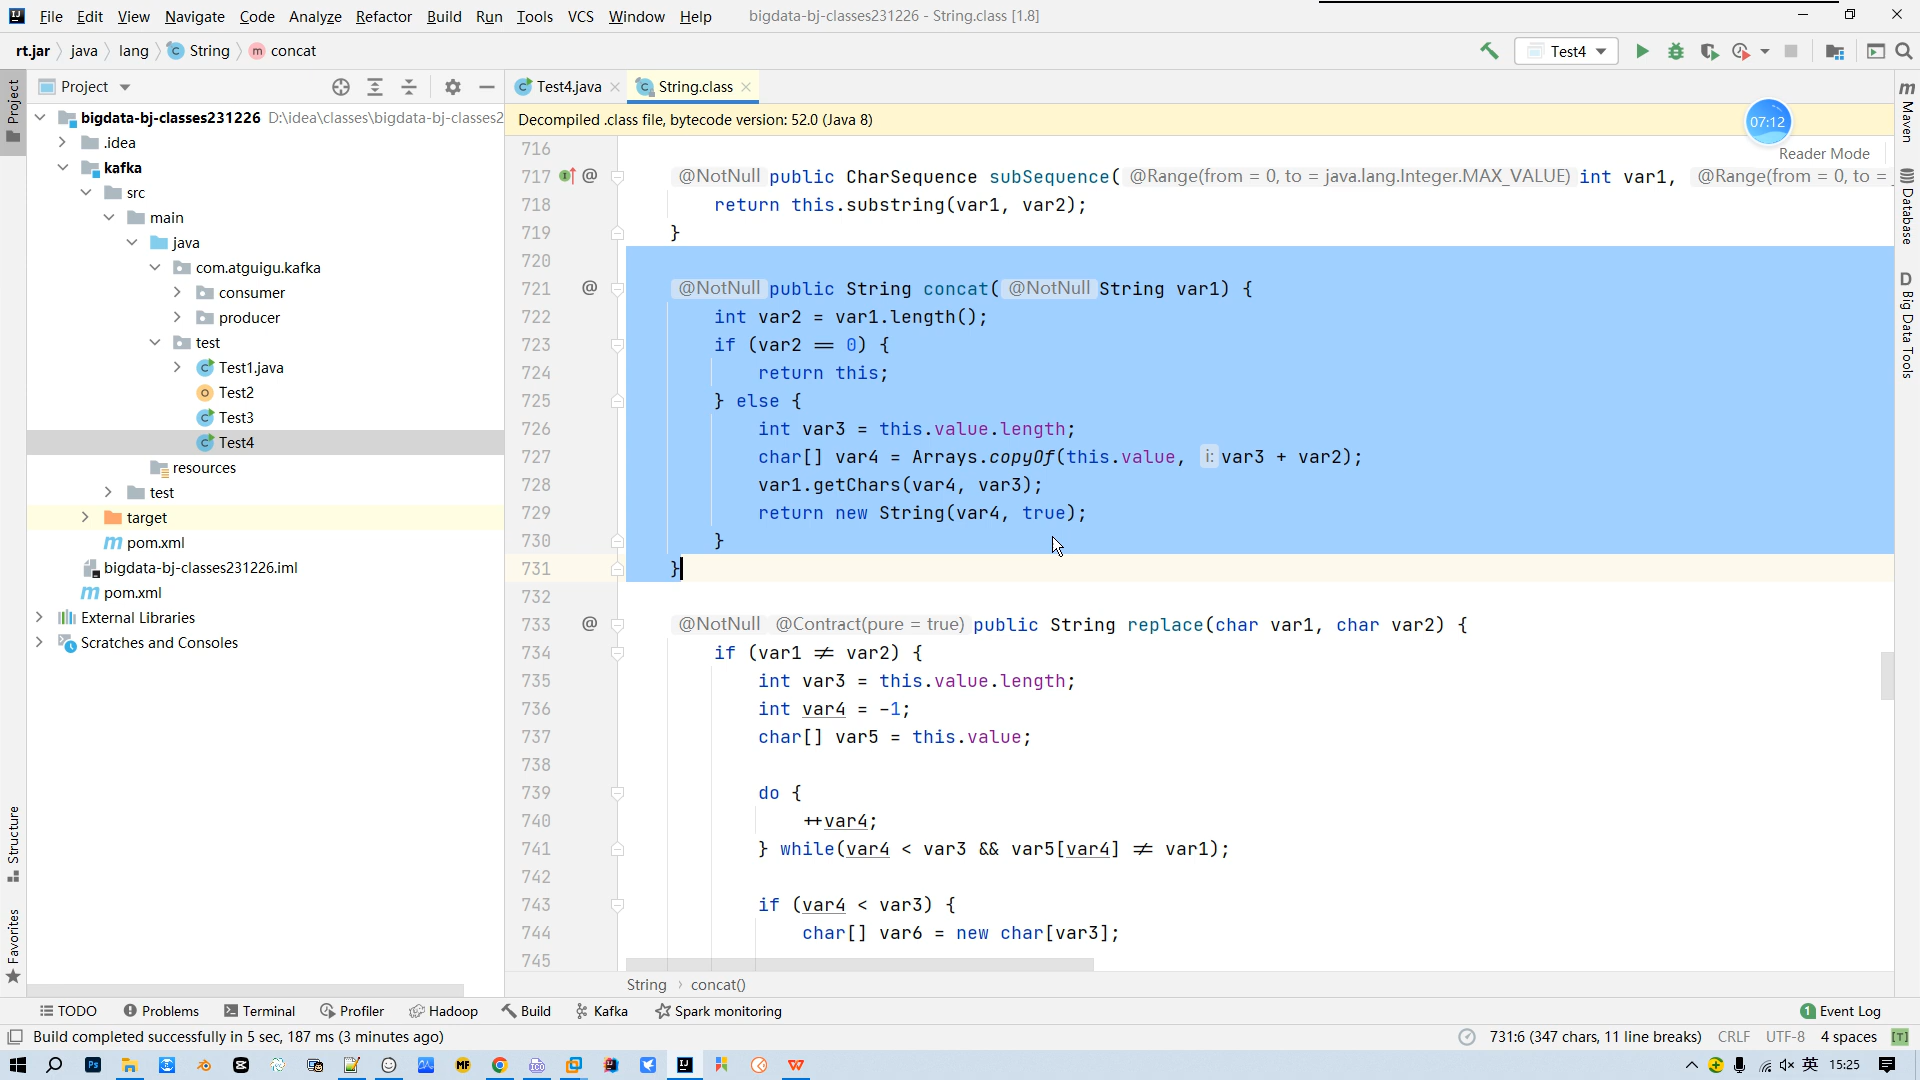 File Edit View Navigate Code Analyze Refactor Build Run Tools VCS Window Help bigdata-bj-classes231226 - String.class [1.8]
rt.jar java lang String concat Test4
Project Test4.java String.class
bigdata-bj-classes231226 D:\idea\classes\bigdata-bj-classes2
.idea
kafka
src
main
java
com.atguigu.kafka
consumer
producer
test
Test1.java
Test2
Test3
Test4
resources
test
target
pom.xml
bigdata-bj-classes231226.iml
pom.xml
External Libraries
Scratches and Consoles
Project
Structure
Favorites
Decompiled .class file, bytecode version: 52.0 (Java 8)
07:12
Reader Mode
716
717 @ @NotNull public CharSequence subSequence( @Range(from = 0, to = java.lang.Integer.MAX_VALUE) int var1, @Range(from = 0, to =
718 return this.substring(var1, var2);
719 }
720
721 @ @NotNull public String concat( @NotNull String var1) {
722 int var2 = var1.length();
723 if (var2 == 0) {
724 return this;
725 } else {
726 int var3 = this.value.length;
727 char[] var4 = Arrays.copyOf(this.value, i: var3 + var2);
728 var1.getChars(var4, var3);
729 return new String(var4, true);
730 }
731 }
732
733 @ @NotNull @Contract(pure = true) public String replace(char var1, char var2) {
734 if (var1 != var2) {
735 int var3 = this.value.length;
736 int var4 = -1;
737 char[] var5 = this.value;
738
739 do {
740 ++var4;
741 } while(var4 < var3 && var5[var4] != var1);
742
743 if (var4 < var3) {
744 char[] var6 = new char[var3];
745
String › concat()
Maven
Database
D Big Data Tools
TODO Problems Terminal Profiler Hadoop Build Kafka Spark monitoring 1 Event Log
Build completed successfully in 5 sec, 187 ms (3 minutes ago) 731:6 (347 chars, 11 line breaks) CRLF UTF-8 4 spaces [T]
Ps MF IJ W 英 15:25